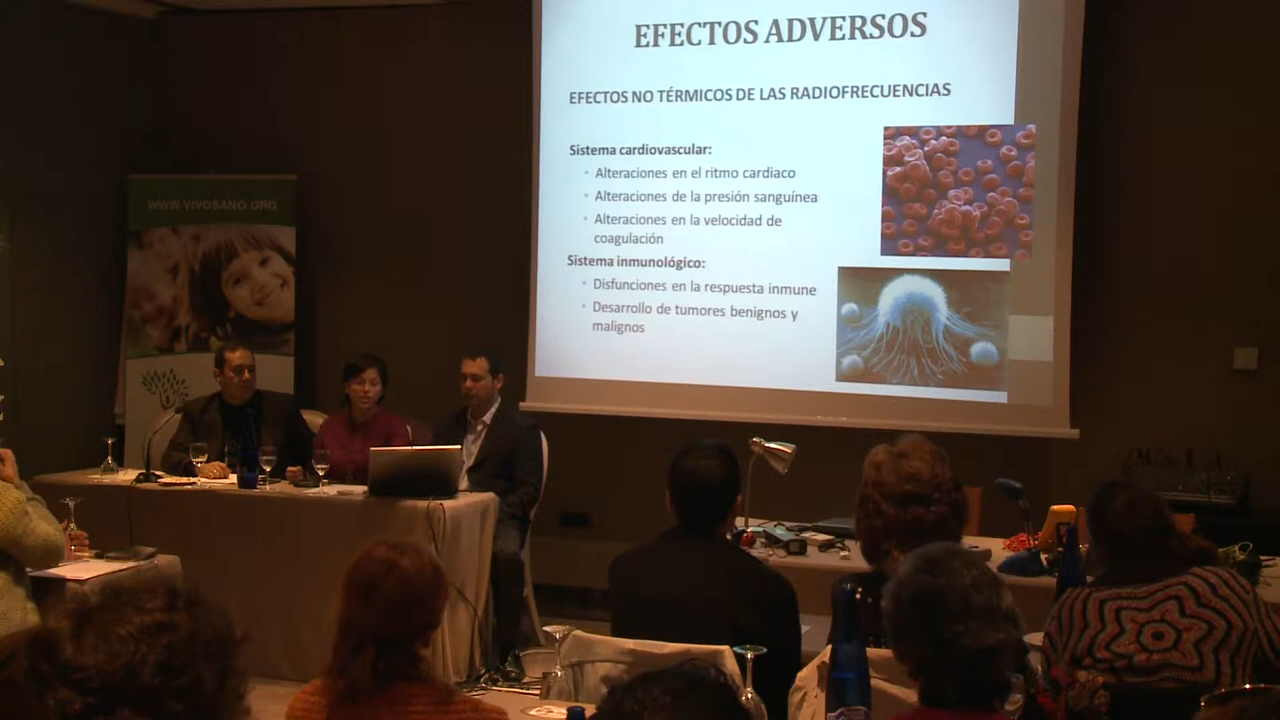 EFECTOS ADVERSOS
EFECTOS NO TÉRMICOS DE LAS RADIOFRECUENCIAS
Sistema cardiovascular:
• Alteraciones en el ritmo cardiaco
• Alteraciones de la presión sanguínea
• Alteraciones en la velocidad de
coagulación
Sistema inmunológico:
• Disfunciones en la respuesta inmune
• Desarrollo de tumores benignos y
malignos
WWW.VIVOSANO.ORG